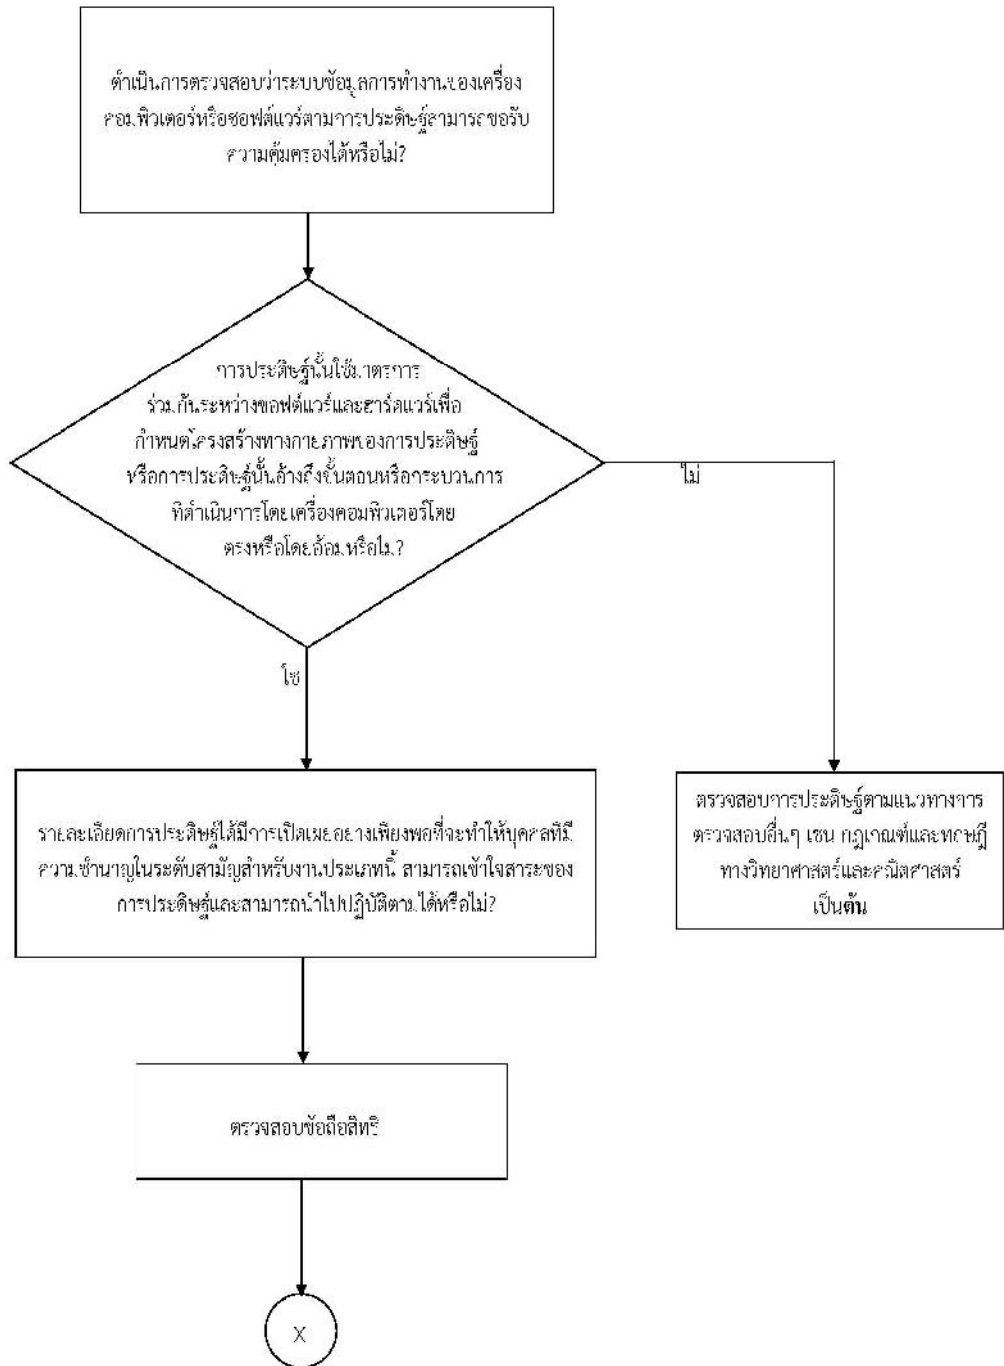 ดำเนินการตรวจสอบว่าระบบข้อมูลการทำงานของเครื่อง
คอมพิวเตอร์หรือซอฟต์แวร์ตามการประดิษฐ์สามารถขอรับ
ความคุ้มครองได้หรือไม่?
การประดิษฐ์นั้นใช้มาตรการ
ร่วมกันระหว่างซอฟต์แวร์และฮาร์ดแวร์เพื่อ
กำหนดโครงสร้างทางกายภาพของการประดิษฐ์
หรือการประดิษฐ์นั้นอ้างถึงขั้นตอนหรือกระบวนการ
ที่ดำเนินการโดยเครื่องคอมพิวเตอร์โดย
ตรงหรือโดยอ้อมหรือไม่?
ไม่
ใช่
รายละเอียดการประดิษฐ์ได้มีการเปิดเผยอย่างเพียงพอที่จะทำให้บุคคลที่มี
ความชำนาญในระดับสามัญสำหรับงานประเภทนี้ สามารถเข้าใจสาระของ
การประดิษฐ์และสามารถนำไปปฏิบัติตามได้หรือไม่?
ตรวจสอบการประดิษฐ์ตามแนวทางการ
ตรวจสอบอื่นๆ เช่น กฎเกณฑ์และทฤษฎี
ทางวิทยาศาสตร์และคณิตศาสตร์
เป็นต้น
ตรวจสอบข้อถือสิทธิ
X